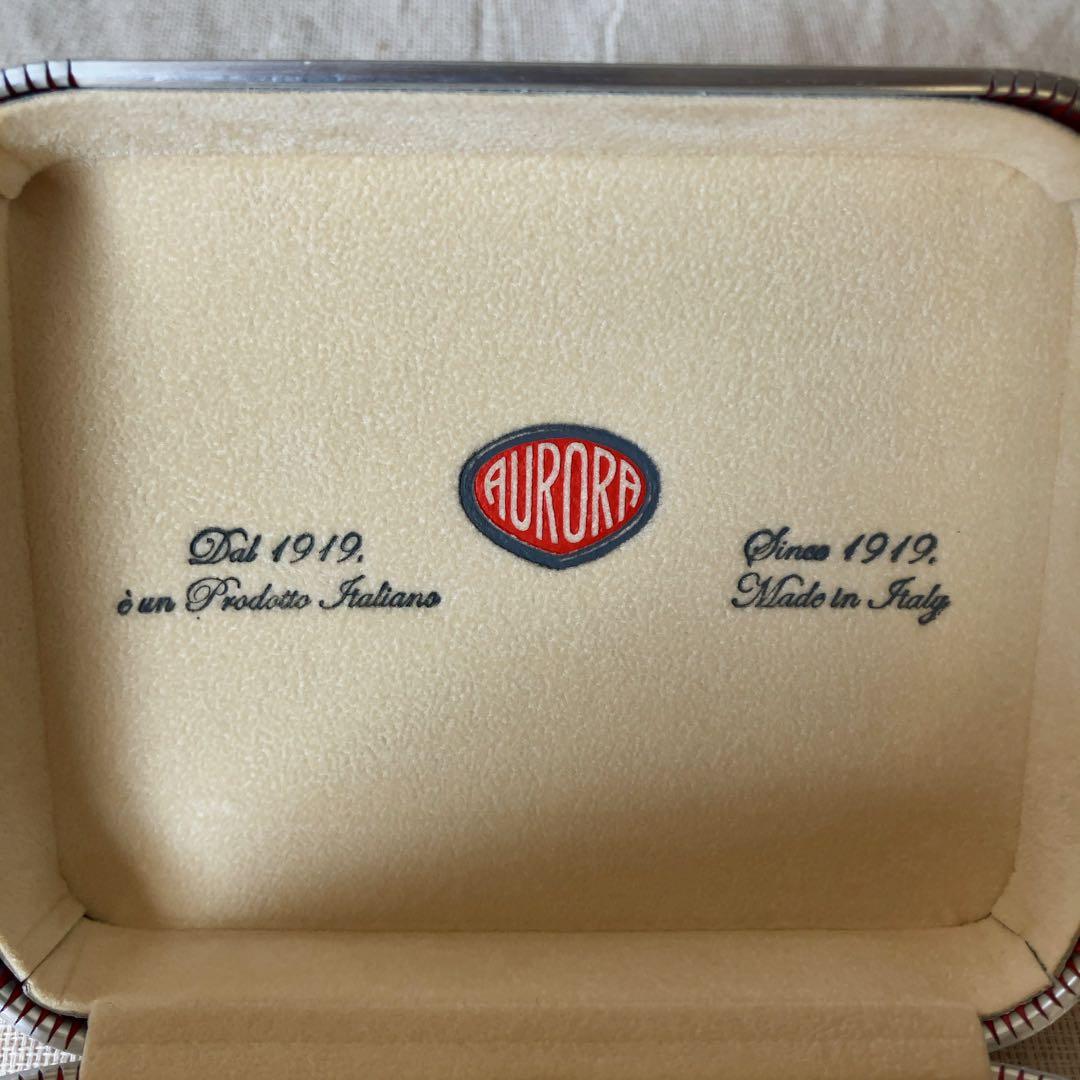 AURORA
Dal 1919.
è un Prodotto Italiano
Since 1919.
Made in Italy